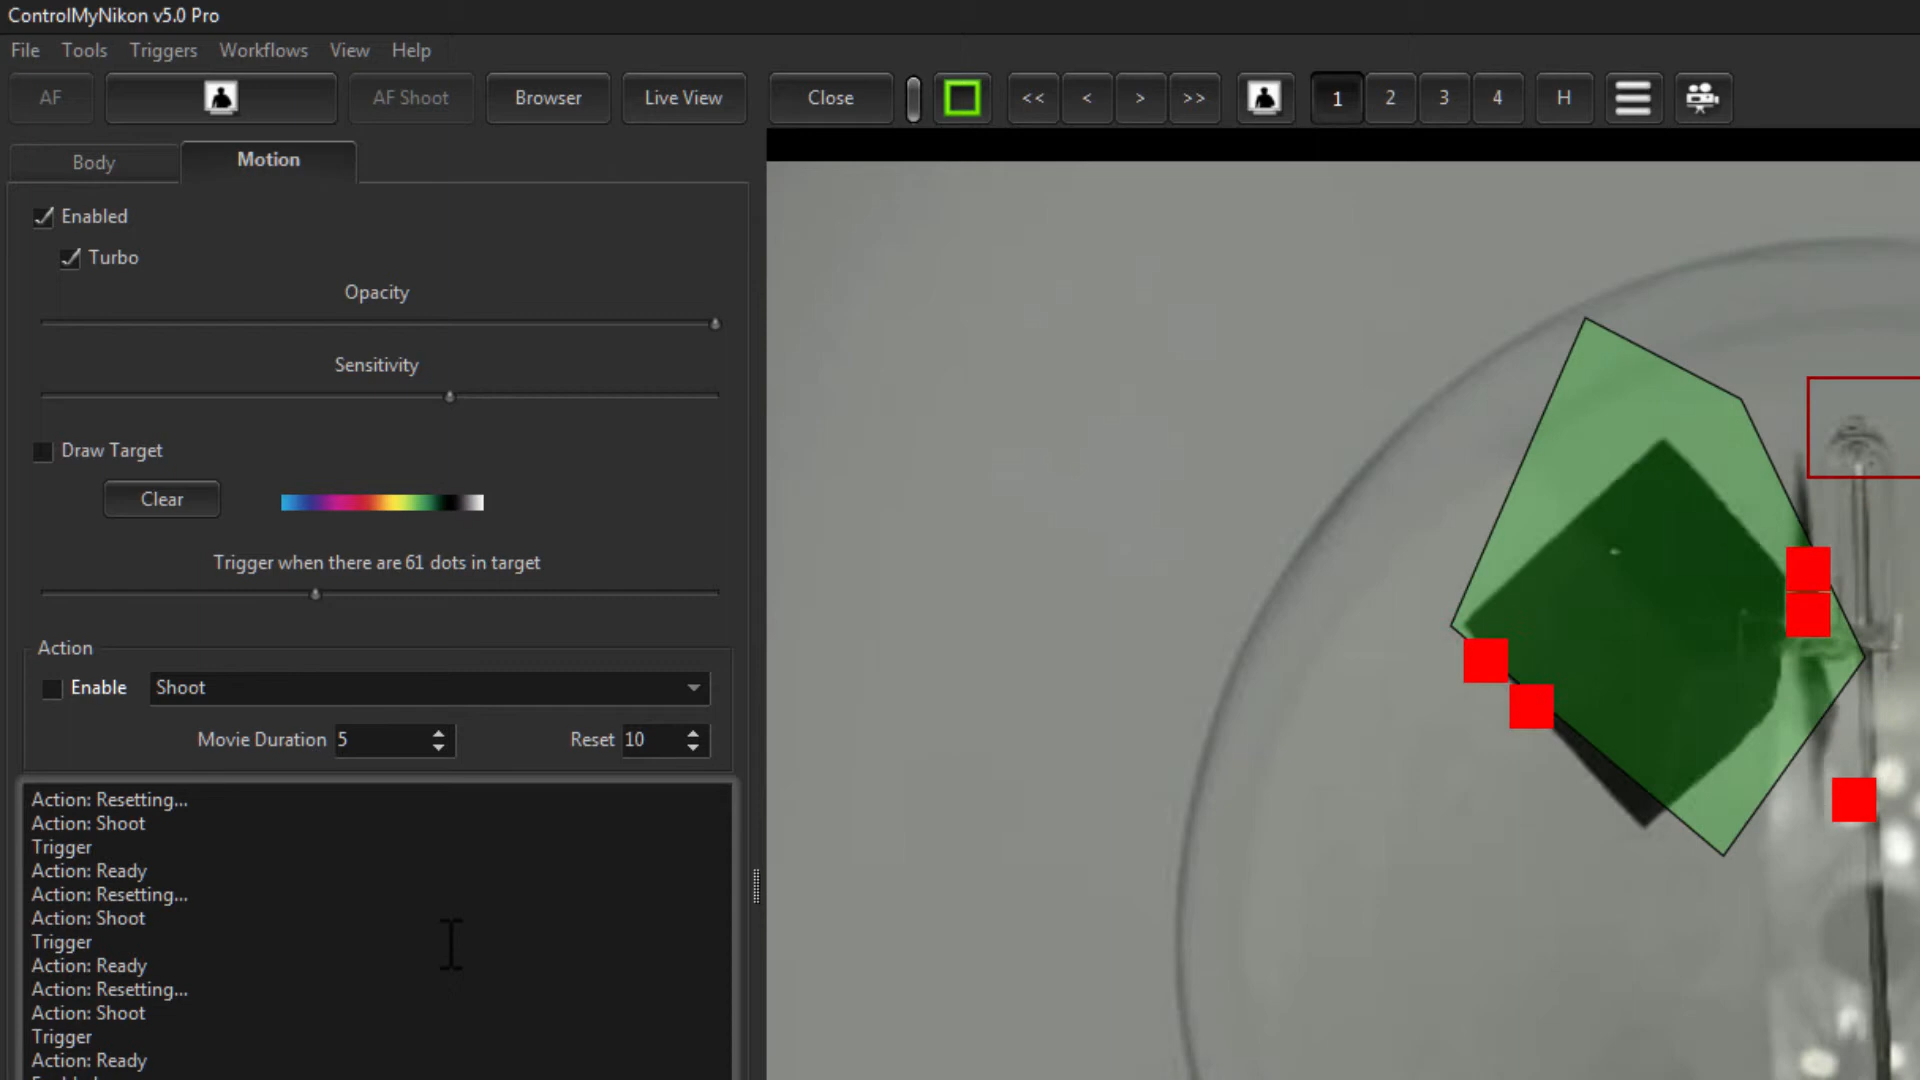 ControlMyNikon v5.0 Pro
File Tools Triggers Workflows View Help
AF AF Shoot Browser Live View Close << < > >> 1 2 3 4 H
Body Motion
Enabled
Turbo
Opacity
Sensitivity
Draw Target
Clear
Trigger when there are 61 dots in target
Action
Enable Shoot
Movie Duration 5 Reset 10
Action: Resetting...
Action: Shoot
Trigger
Action: Ready
Action: Resetting...
Action: Shoot
Trigger
Action: Ready
Action: Resetting...
Action: Shoot
Trigger
Action: Ready